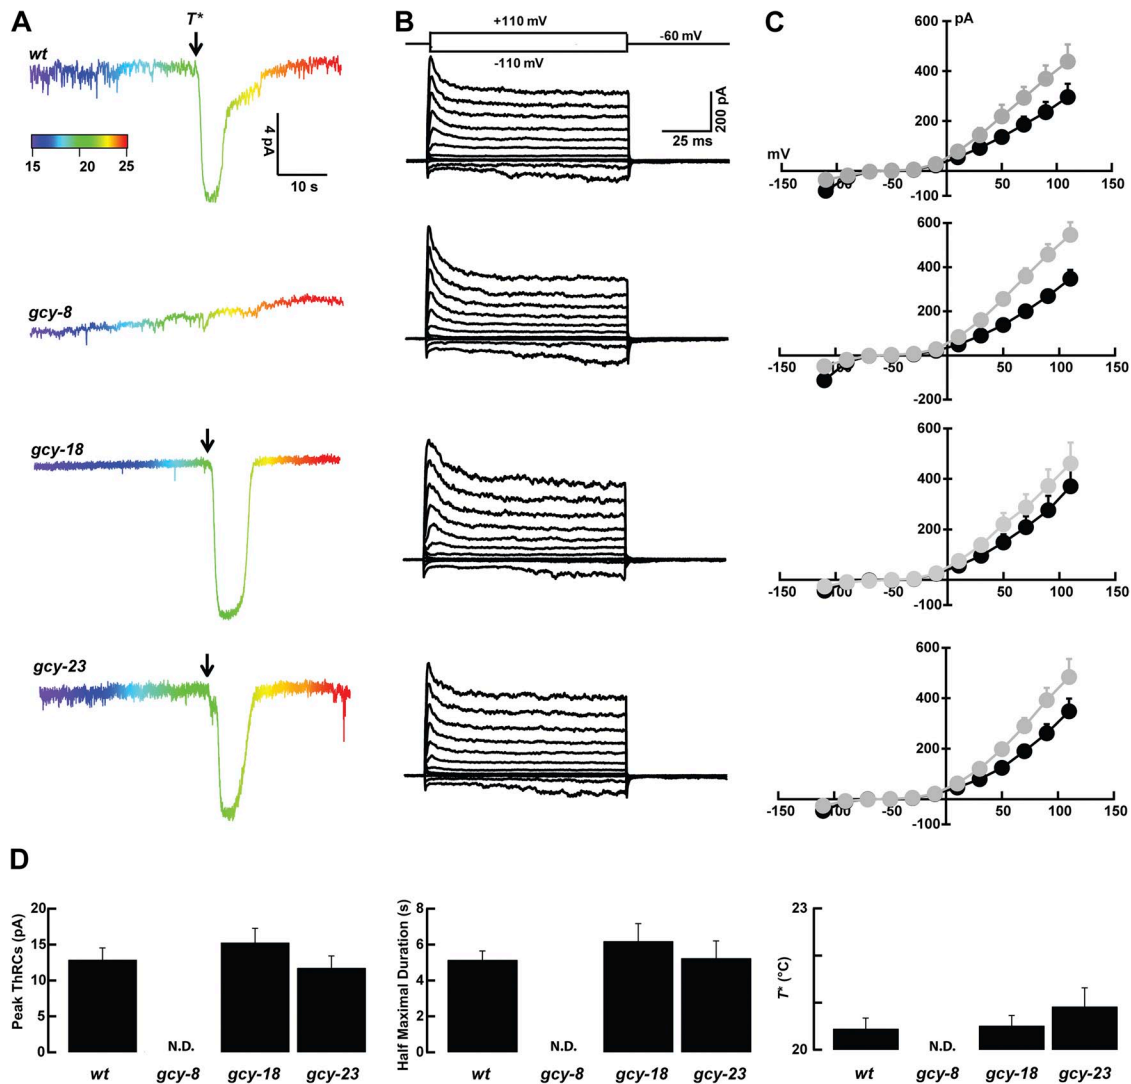 A
T*
wt
15 20 25
4 pA
10 s
gcy-8
gcy-18
gcy-23
B
+110 mV
-60 mV
-110 mV
200 pA
25 ms
C
pA
600
400
200
mV
-150 -100 -50 50 100 150
-100
600
400
200
-150 -100 -50 50 100 150
-200
600
400
200
-150 -100 -50 50 100 150
-100
600
400
200
-150 -100 -50 50 100 150
-100
D
Peak ThRCs (pA)
20
15
10
5
0
N.D.
wt gcy-8 gcy-18 gcy-23
Half Maximal Duration (s)
8
6
4
2
0
N.D.
wt gcy-8 gcy-18 gcy-23
T* (°C)
23
20
N.D.
wt gcy-8 gcy-18 gcy-23